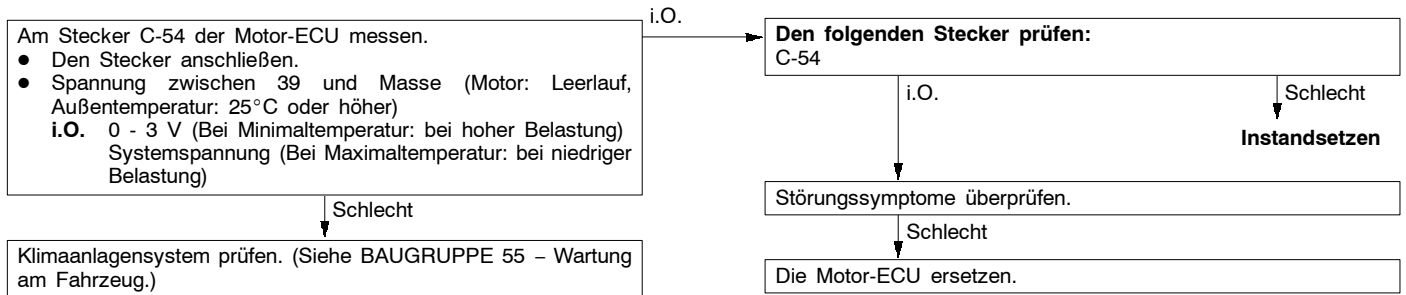 Am Stecker C-54 der Motor-ECU messen.
● Den Stecker anschließen.
● Spannung zwischen 39 und Masse (Motor: Leerlauf,
Außentemperatur: 25°C oder höher)
i.O. 0 - 3 V (Bei Minimaltemperatur: bei hoher Belastung)
Systemspannung (Bei Maximaltemperatur: bei niedriger
Belastung)
Schlecht
Klimaanlagensystem prüfen. (Siehe BAUGRUPPE 55 – Wartung
am Fahrzeug.)
i.O.
Den folgenden Stecker prüfen:
C-54
i.O.
Schlecht
Instandsetzen
Störungssymptome überprüfen.
Schlecht
Die Motor-ECU ersetzen.